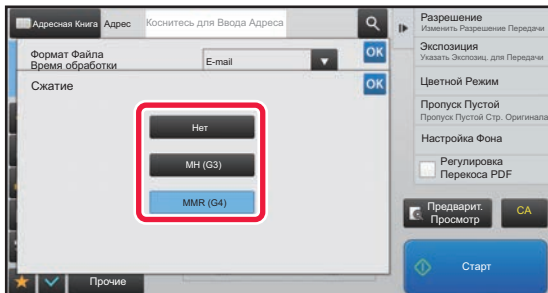 Адресная Книга
Адрес
Коснитесь для Ввода Адреса
Формат Файла
Время обработки
E-mail
OK
Сжатие
OK
Нет
MH (G3)
MMR (G4)
Прочие
Разрешение
Изменить Разрешение Передачи
Экспозиция
Указать Экспозиц. для Передачи
Цветной Режим
Пропуск Пустой
Пропуск Пустой Стр. Оригинала
Настройка Фона
Регулировка
Перекоса PDF
Предварит.
Просмотр
CA
Старт